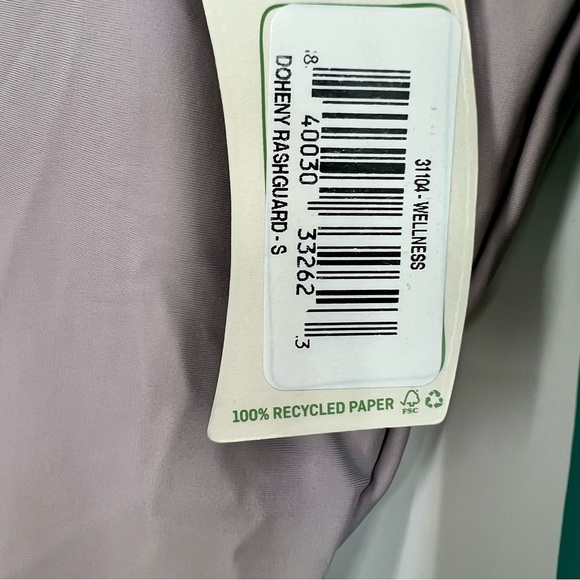 31104 - WELLNESS
8 40030 33262 3
DOHENY RASHGUARD - S
100% RECYCLED PAPER
FSC